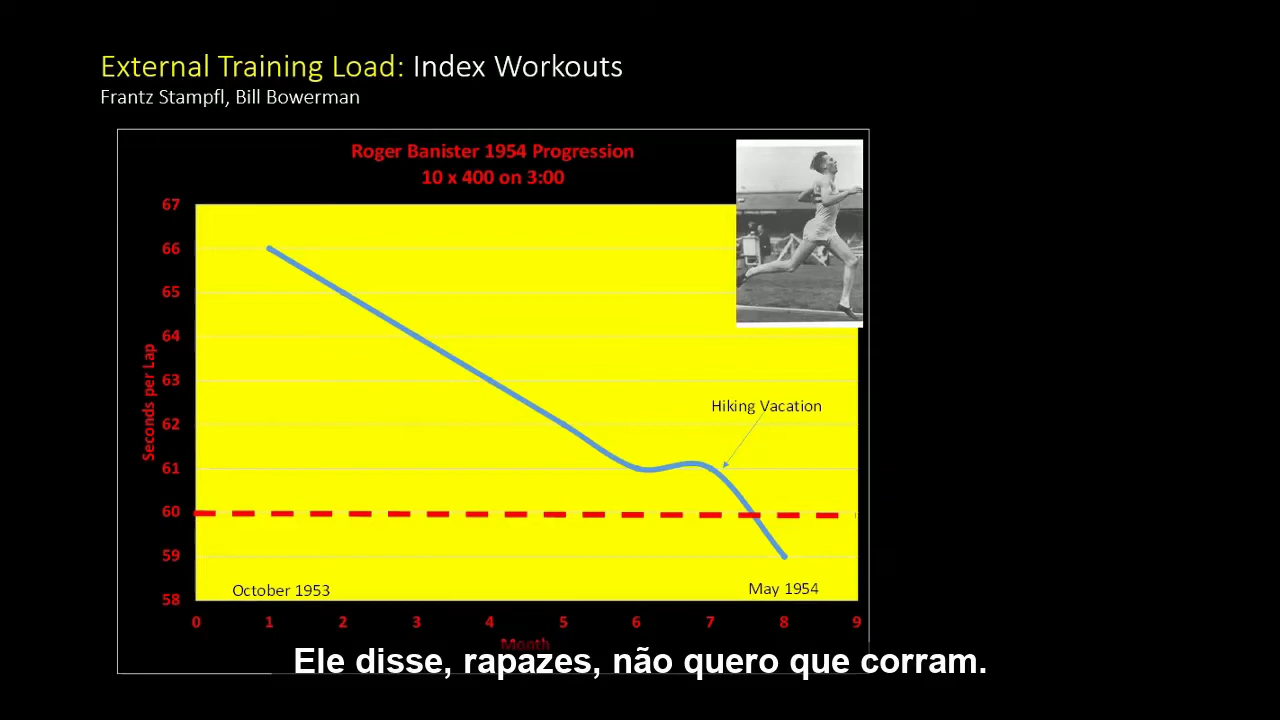 External Training Load: Index Workouts
Frantz Stampfl, Bill Bowerman
Roger Banister 1954 Progression
10 x 400 on 3:00
67
66
65
64
63
62
61
60
59
58
Seconds per Lap
Hiking Vacation
October 1953
May 1954
0 1 2 3 4 5 6 7 8 9
Month
Ele disse, rapazes, não quero que corram.